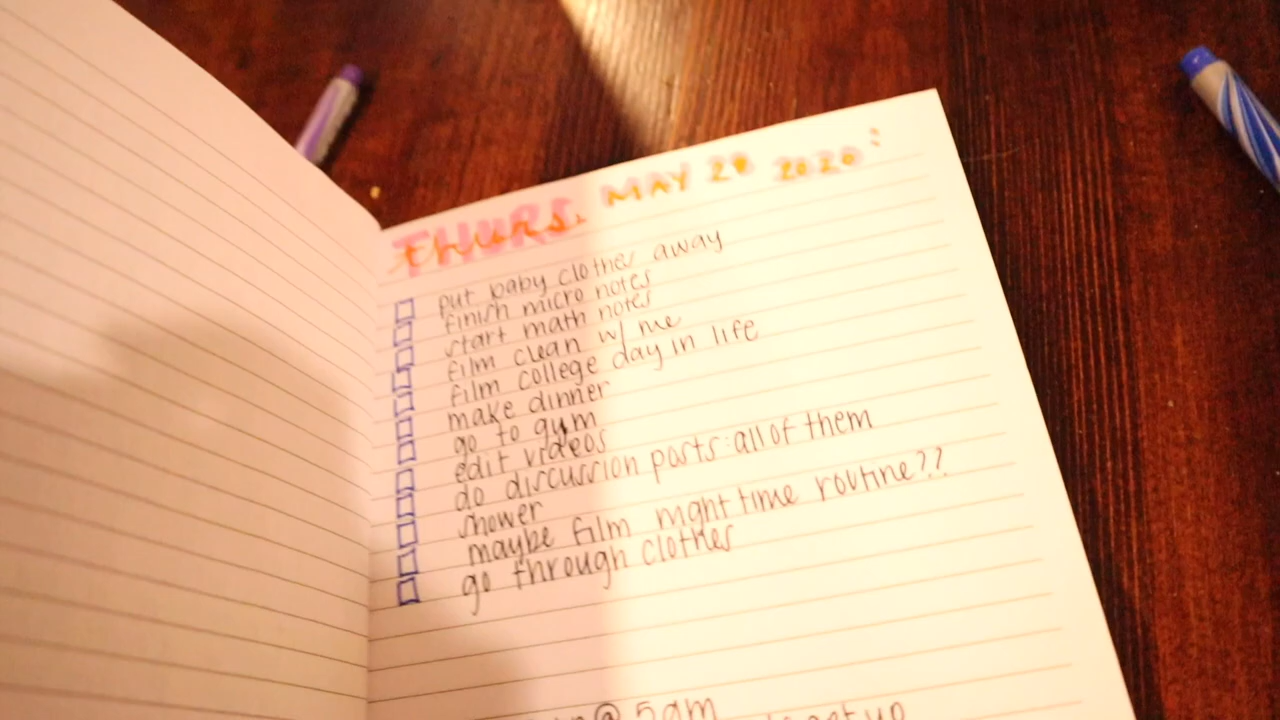 THURS. MAY 28 2020:
put baby clothes away
finish micro notes
start math notes
film clean w/ me
film college day in life
make dinner
go to gym
edit videos
do discussion posts: all of them
shower
maybe film night time routine??
go through clothes
@ 5am